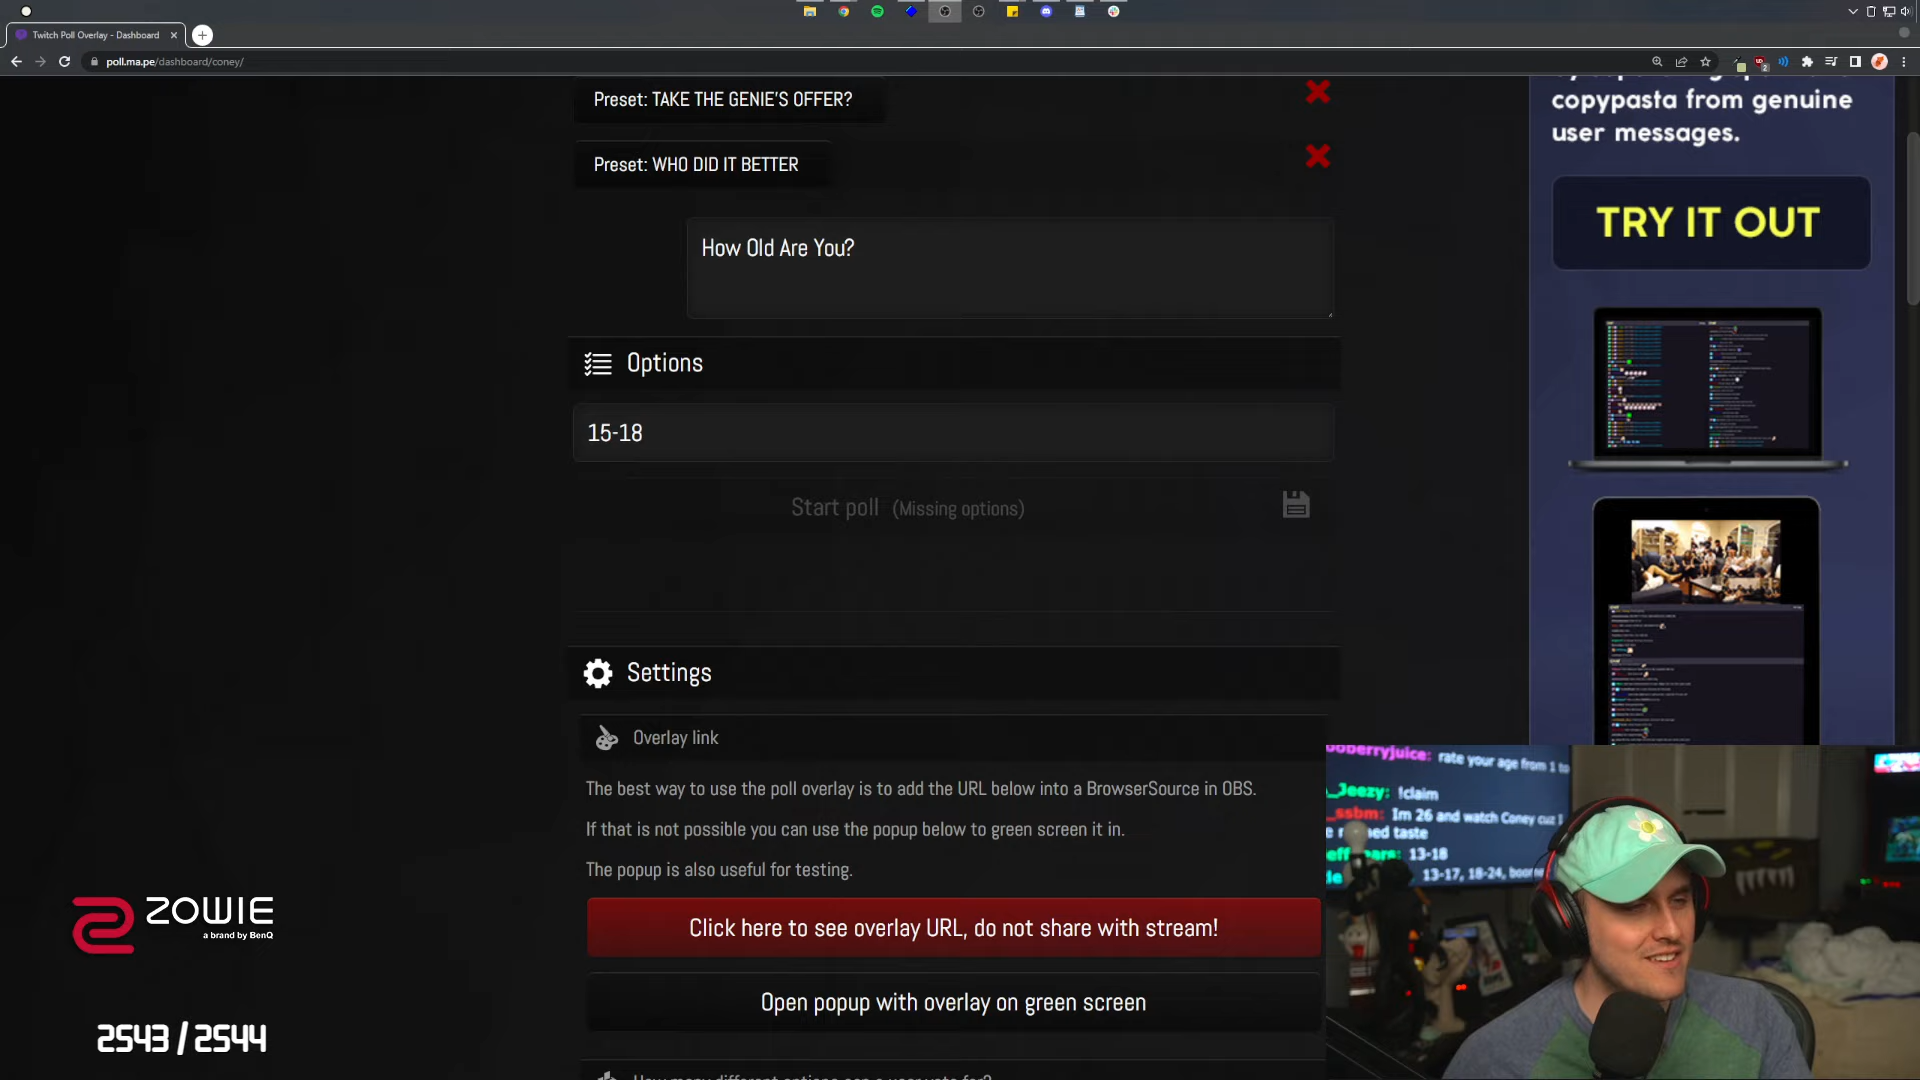 Twitch Poll Overlay - Dashboard
poll.ma.pe/dashboard/coney/
Preset: TAKE THE GENIE'S OFFER?
Preset: WHO DID IT BETTER
How Old Are You?
Options
15-18
Start poll (Missing options)
Settings
Overlay link
The best way to use the poll overlay is to add the URL below into a BrowserSource in OBS.
If that is not possible you can use the popup below to green screen it in.
The popup is also useful for testing.
Click here to see overlay URL, do not share with stream!
Open popup with overlay on green screen
copypasta from genuine
user messages.
TRY IT OUT
ooberryjuice: rate your age from 1 to
_Jeezy: !claim
_ssbm: Im 26 and watch Coney cuz I
taste
13-18
13-17, 18-24,
ZOWIE
a brand by BenQ
2543 / 2544